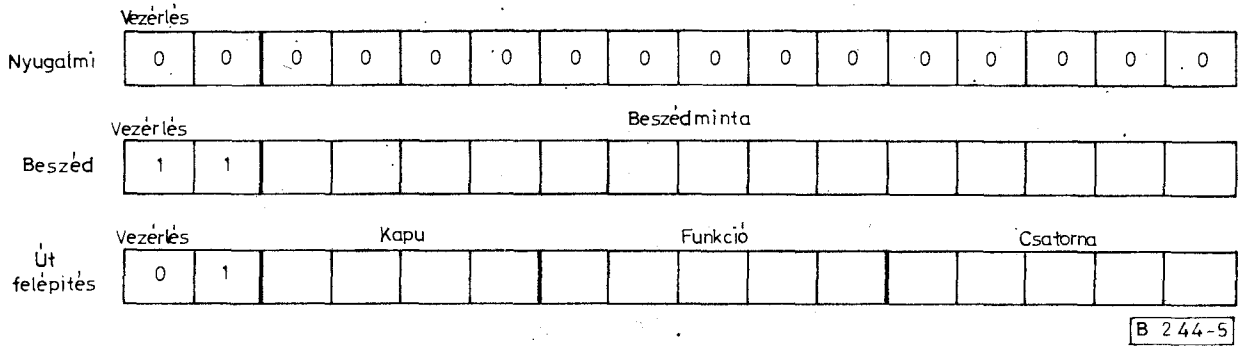 Vezérlés
Nyugalmi 0 0 0 0 0 0 0 0 0 0 0 0 0 0 0 0
Beszédminta
Vezérlés
Beszéd 1 1
Vezérlés Kapu Funkció Csatorna
Út
felépítés 0 1
B 244-5